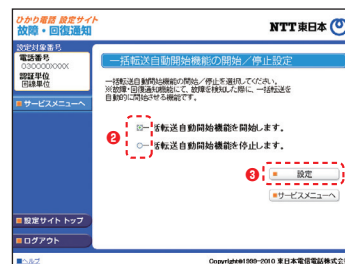 ひかり電話 設定サイト
故障・回復通知
NTT東日本
設定対象番号
電話番号
030000XXXX
認証単位
回線単位
サービスメニューへ
一括転送自動開始機能の開始／停止設定
一括転送自動開始機能の開始／停止を選択してください。
※故障・回復通知機能にて、故障を検知した際に、一括転送を
自動的に開始させる機能です。
2
一括転送自動開始機能を開始します。
一括転送自動開始機能を停止します。
3
設定
サービスメニューへ
設定サイトトップ
ログアウト
ヘルプ
Copyright©1999-2010 東日本電信電話株式会